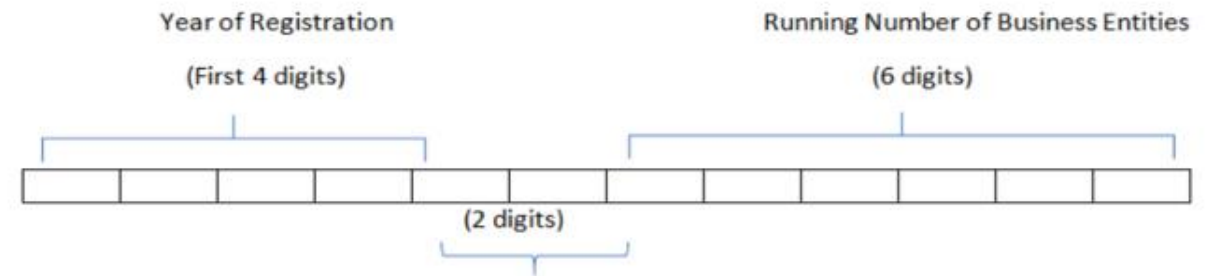 Year of Registration
(First 4 digits)
Running Number of Business Entities
(6 digits)
(2 digits)